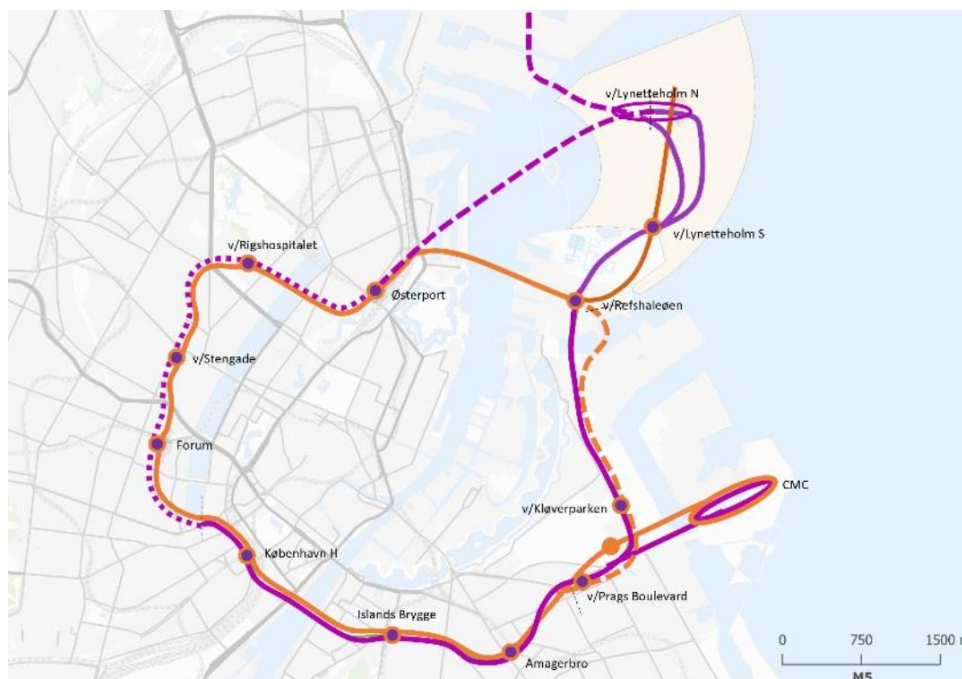 v/Lynetteholm N
v/Lynetteholm S
v/Rigshospitalet
Østerport
v/Refshaleøen
v/Stengade
Forum
CMC
v/Kløverparken
København H
v/Prags Boulevard
Islands Brygge
Amagerbro
0 750 1500 m
M5